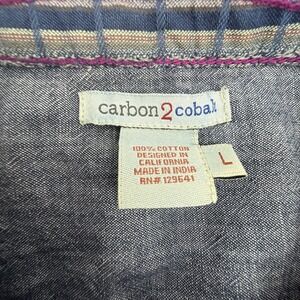 carbon2cobalt
100% COTTON
DESIGNED IN
CALIFORNIA
MADE IN INDIA
RN# 129641
L